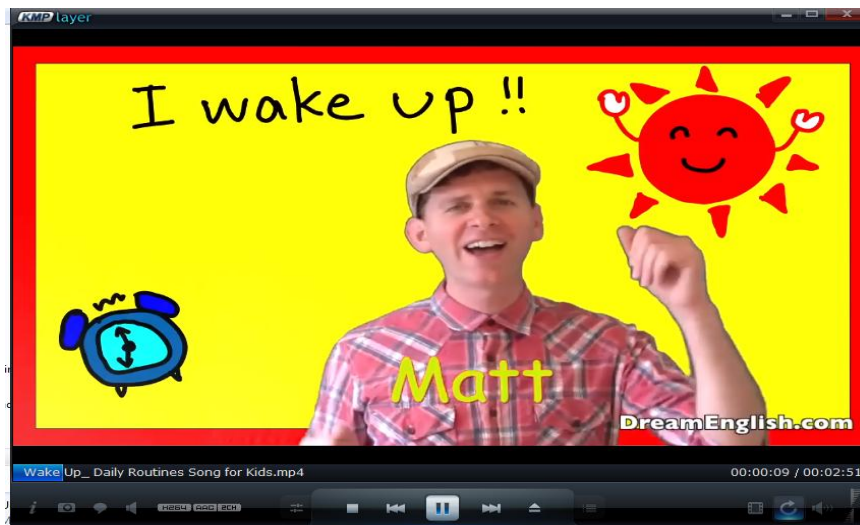 KMPlayer
I wake up !!
Matt
DreamEnglish.com
Wake Up_ Daily Routines Song for Kids.mp4
00:00:09 / 00:02:51
H264 AAC 2CH